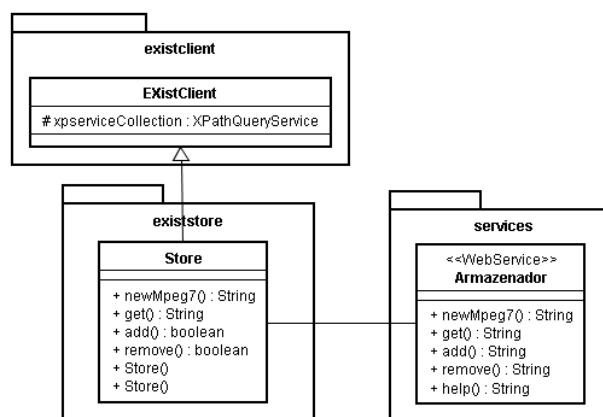 existclient
EXistClient
# xpserviceCollection : XPathQueryService
existstore
Store
+ newMpeg7() : String
+ get() : String
+ add() : boolean
+ remove() : boolean
+ Store()
+ Store()
services
<<WebService>>
Armazenador
+ newMpeg7() : String
+ get() : String
+ add() : String
+ remove() : String
+ help() : String